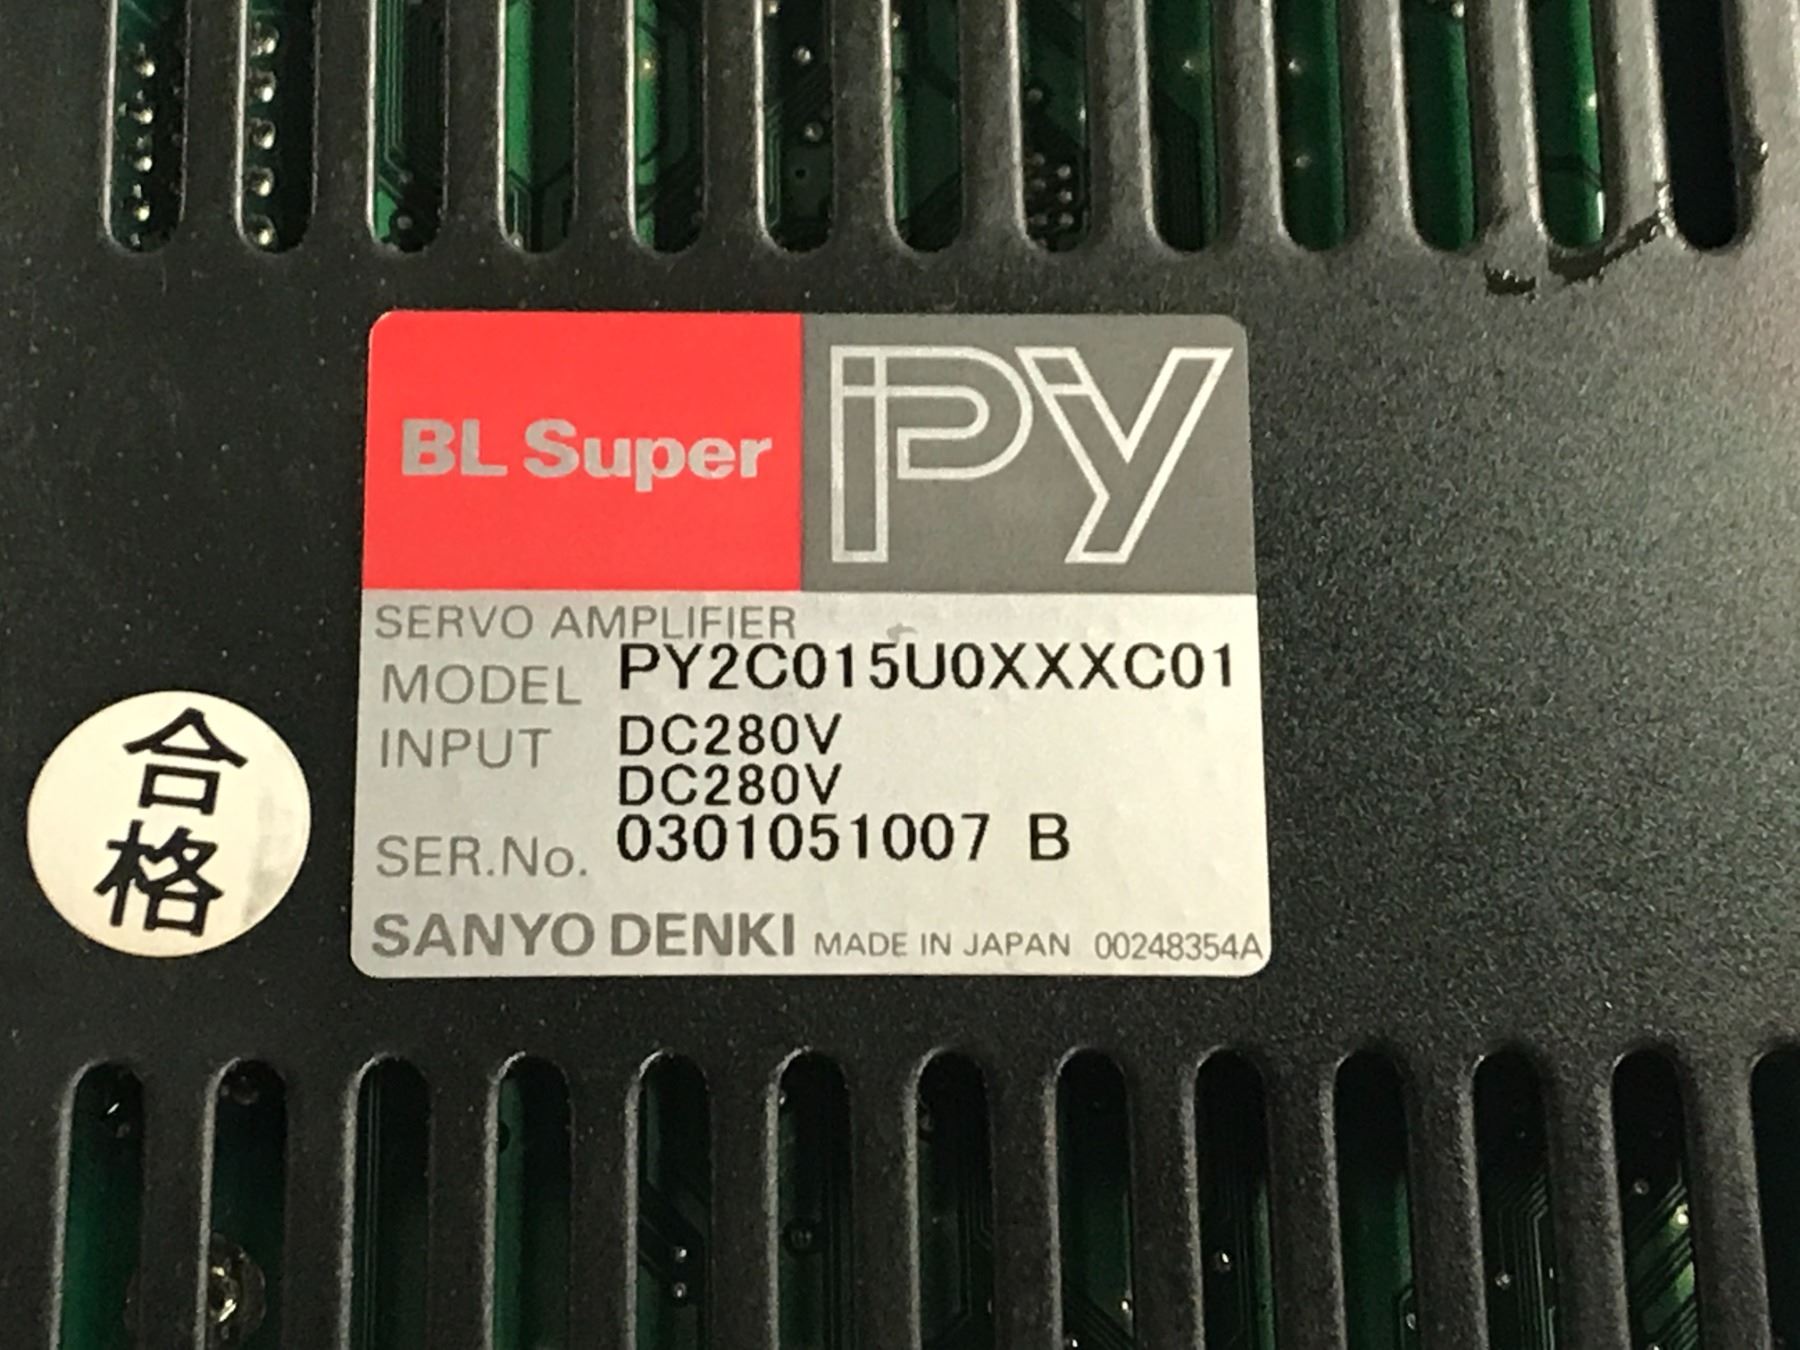 BL Super PY
SERVO AMPLIFIER
MODEL PY2C015U0XXXC01
INPUT DC280V
DC280V
SER.No. 0301051007 B
SANYO DENKI MADE IN JAPAN 00248354A
合
格